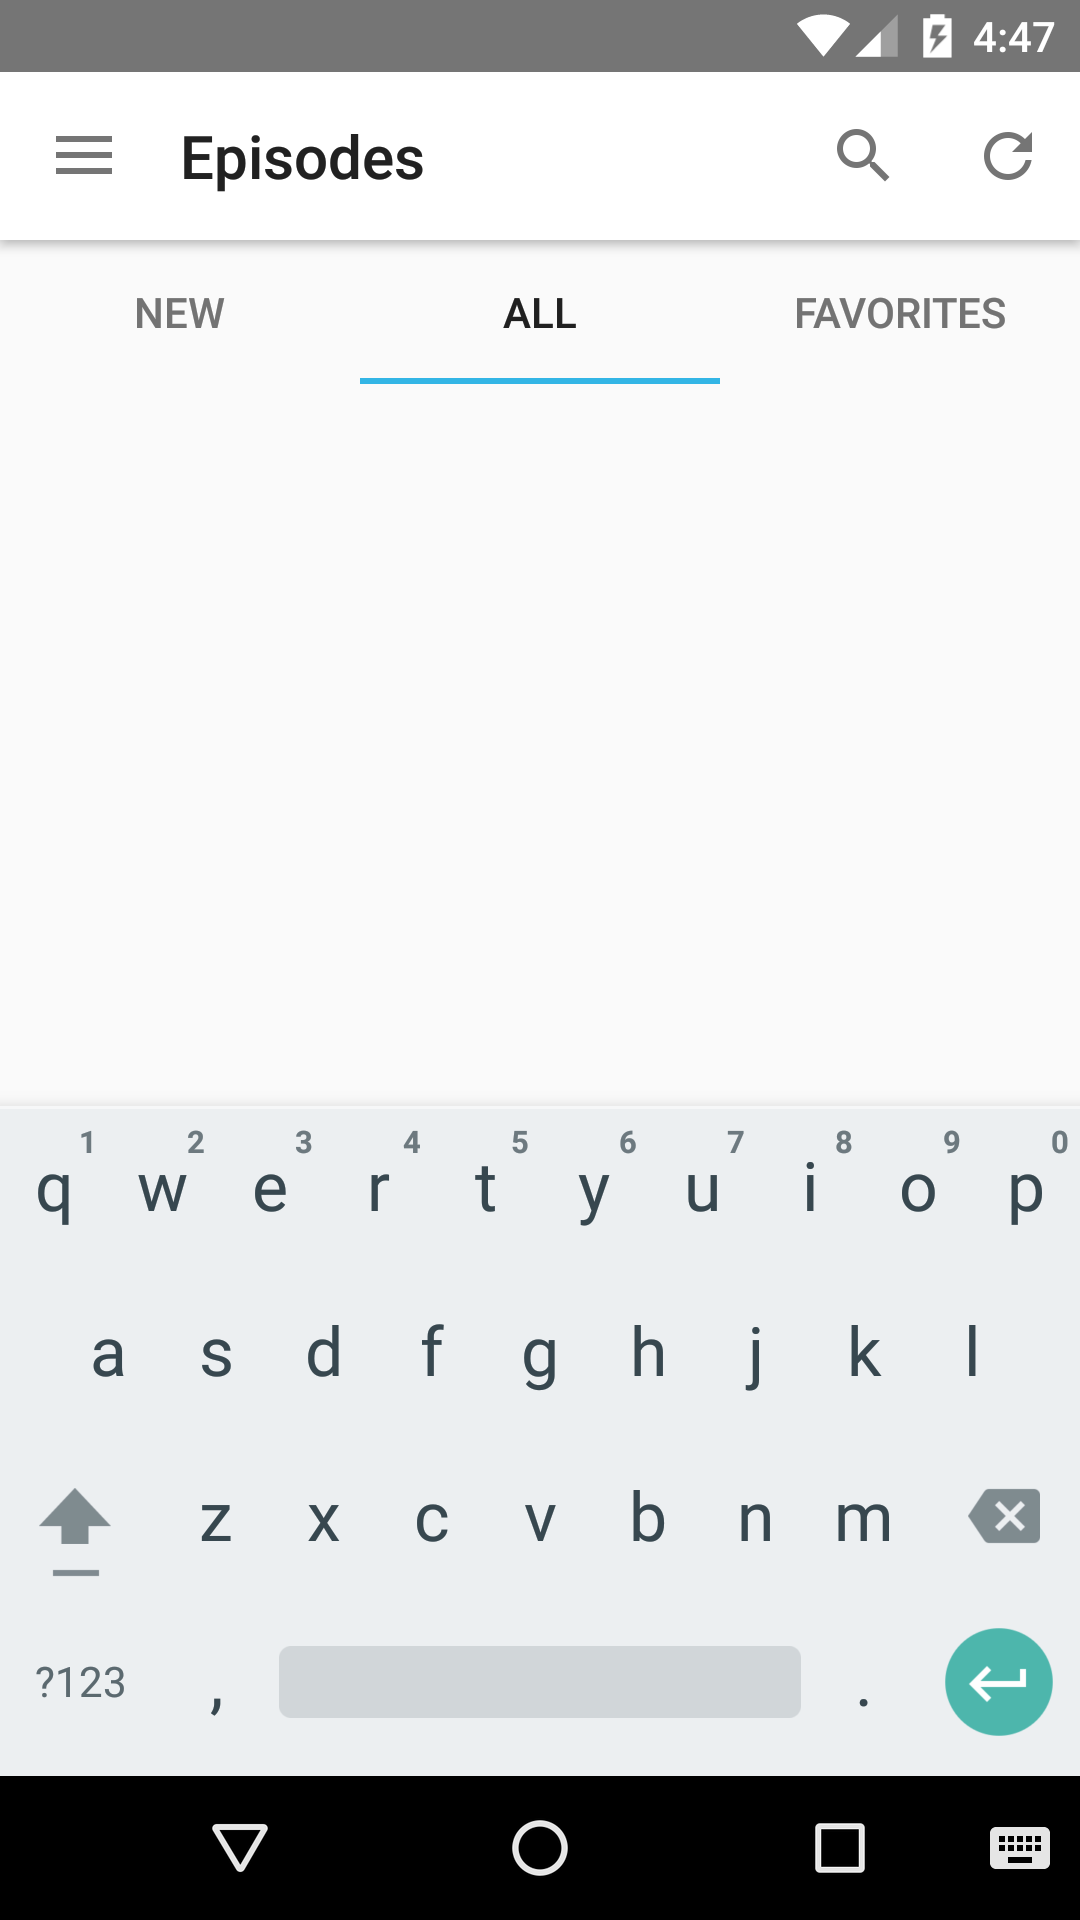 4:47
Episodes
NEW ALL FAVORITES
1 2 3 4 5 6 7 8 9 0
q w e r t y u i o p
a s d f g h j k l
z x c v b n m
?123 , .